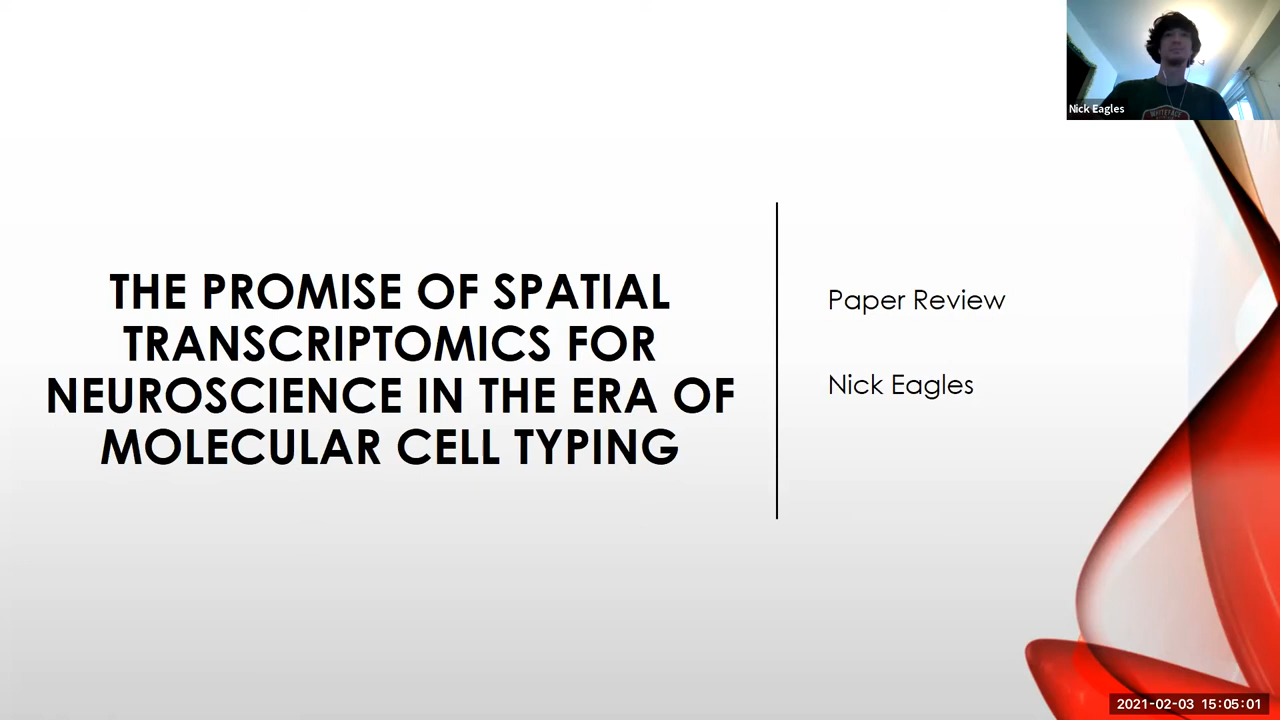 Nick Eagles
THE PROMISE OF SPATIAL
TRANSCRIPTOMICS FOR
NEUROSCIENCE IN THE ERA OF
MOLECULAR CELL TYPING
Paper Review
Nick Eagles
2021-02-03 15:05:01